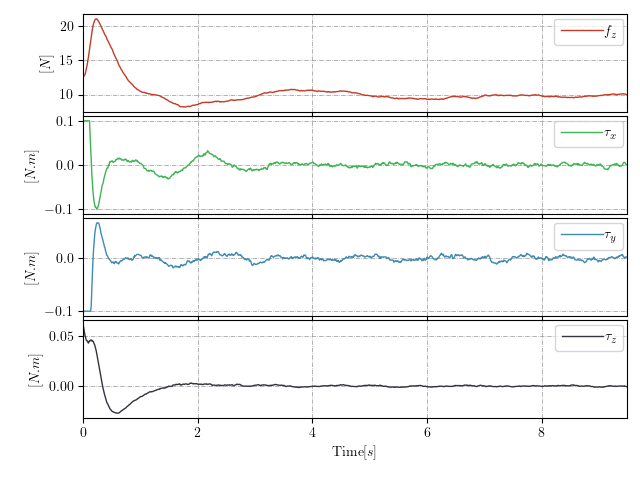 20
15
10
[N]
f_z
0.1
0.0
−0.1
[N.m]
τ_x
0.0
−0.1
[N.m]
τ_y
0.05
0.00
[N.m]
τ_z
0 2 4 6 8
Time[s]